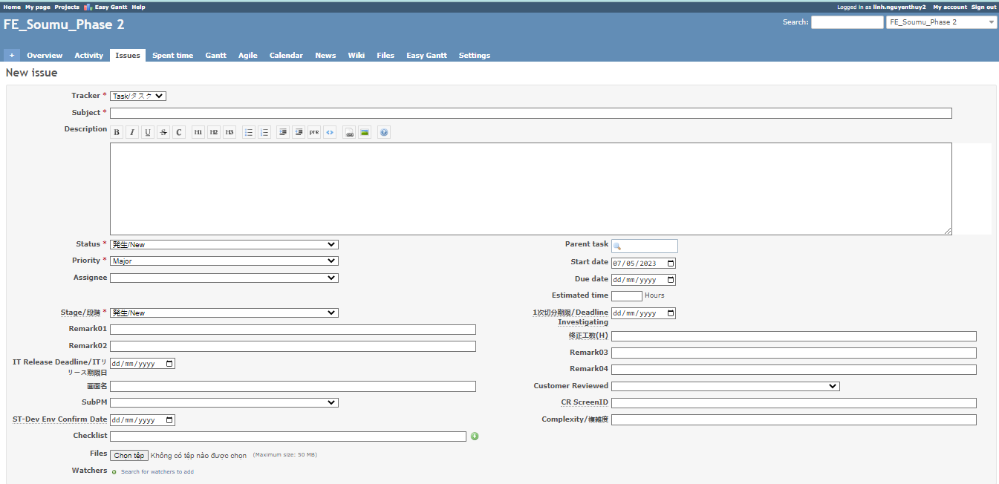 Home My page Projects Easy Gantt Help Logged in as linh.nguyenthuy2 My account Sign out
FE_Soumu_Phase 2 Search: FE_Soumu_Phase 2
+ Overview Activity Issues Spent time Gantt Agile Calendar News Wiki Files Easy Gantt Settings
New issue
Tracker * Task/タスク
Subject *
Description B I U S C H1 H2 H3 pre <> ?
Status * 発生/New Parent task
Priority * Major Start date 07/05/2023
Assignee Due date dd/mm/yyyy
Estimated time Hours
Stage/段階 * 発生/New 1次切分期限/Deadline dd/mm/yyyy
Investigating
Remark01 修正工数(H)
Remark02 Remark03
IT Release Deadline/ITリ dd/mm/yyyy Remark04
リース期限日
画面名 Customer Reviewed
SubPM CR ScreenID
ST-Dev Env Confirm Date dd/mm/yyyy Complexity/複雑度
Checklist
Files Chọn tệp Không có tệp nào được chọn (Maximum size: 50 MB)
Watchers Search for watchers to add